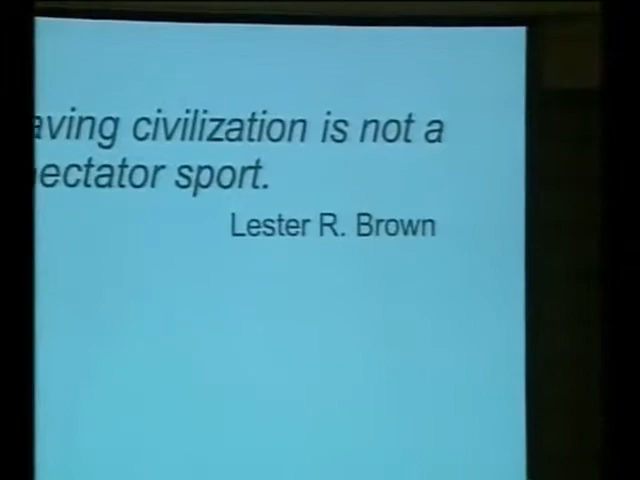 aving civilization is not a
ectator sport.
Lester R. Brown